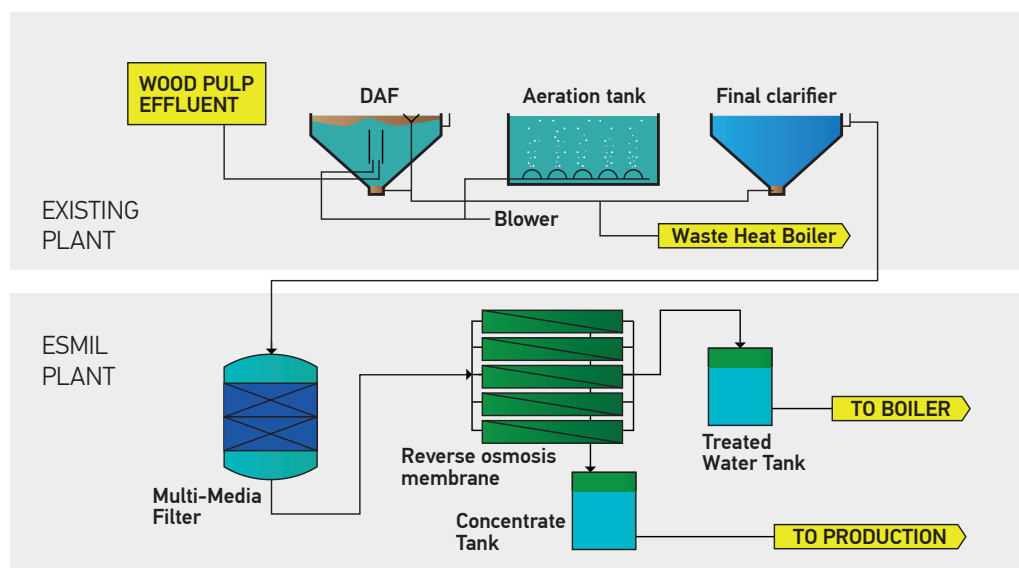 WOOD PULP
EFFLUENT
DAF
Aeration tank
Final clarifier
EXISTING
PLANT
Blower
Waste Heat Boiler
ESMIL
PLANT
TO BOILER
Treated
Water Tank
Reverse osmosis
membrane
Multi-Media
Filter
Concentrate
Tank
TO PRODUCTION